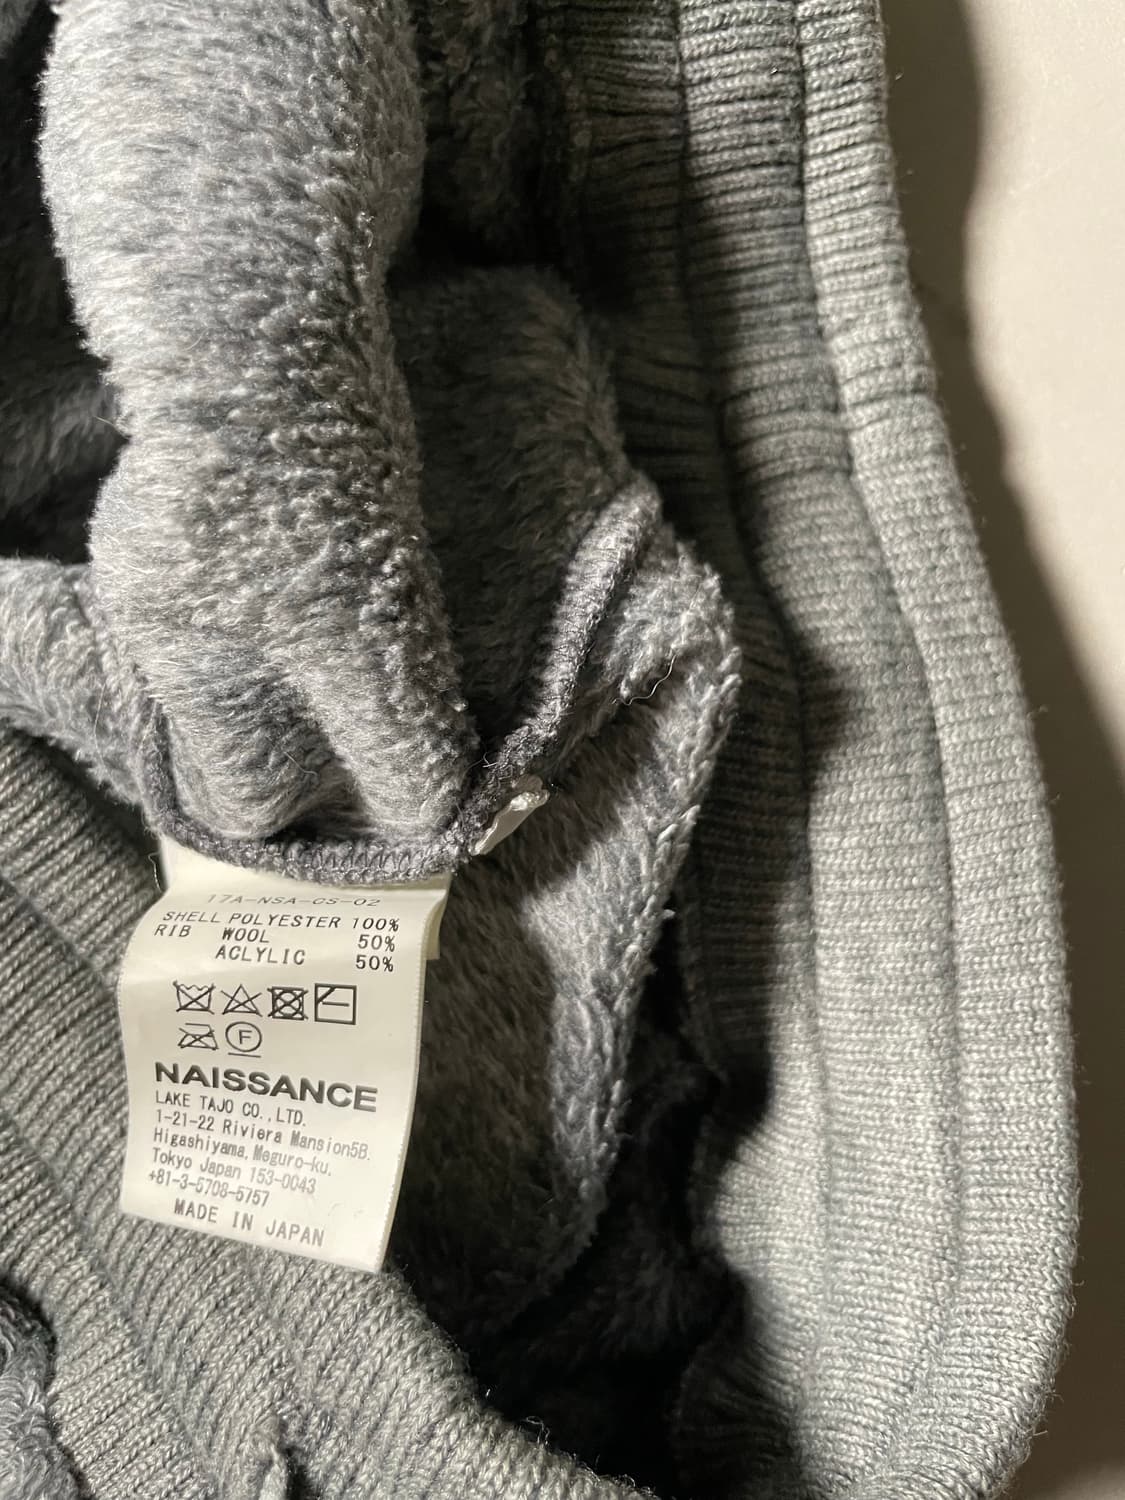 17A-NSA-CS-02
SHELL POLYESTER 100%
RIB WOOL 50%
ACLYLIC 50%
F
NAISSANCE
LAKE TAJO CO.,LTD.
1-21-22 Riviera Mansion5B.
Higashiyama,Meguro-ku.
Tokyo Japan 153-0043
+81-3-5708-5757
MADE IN JAPAN